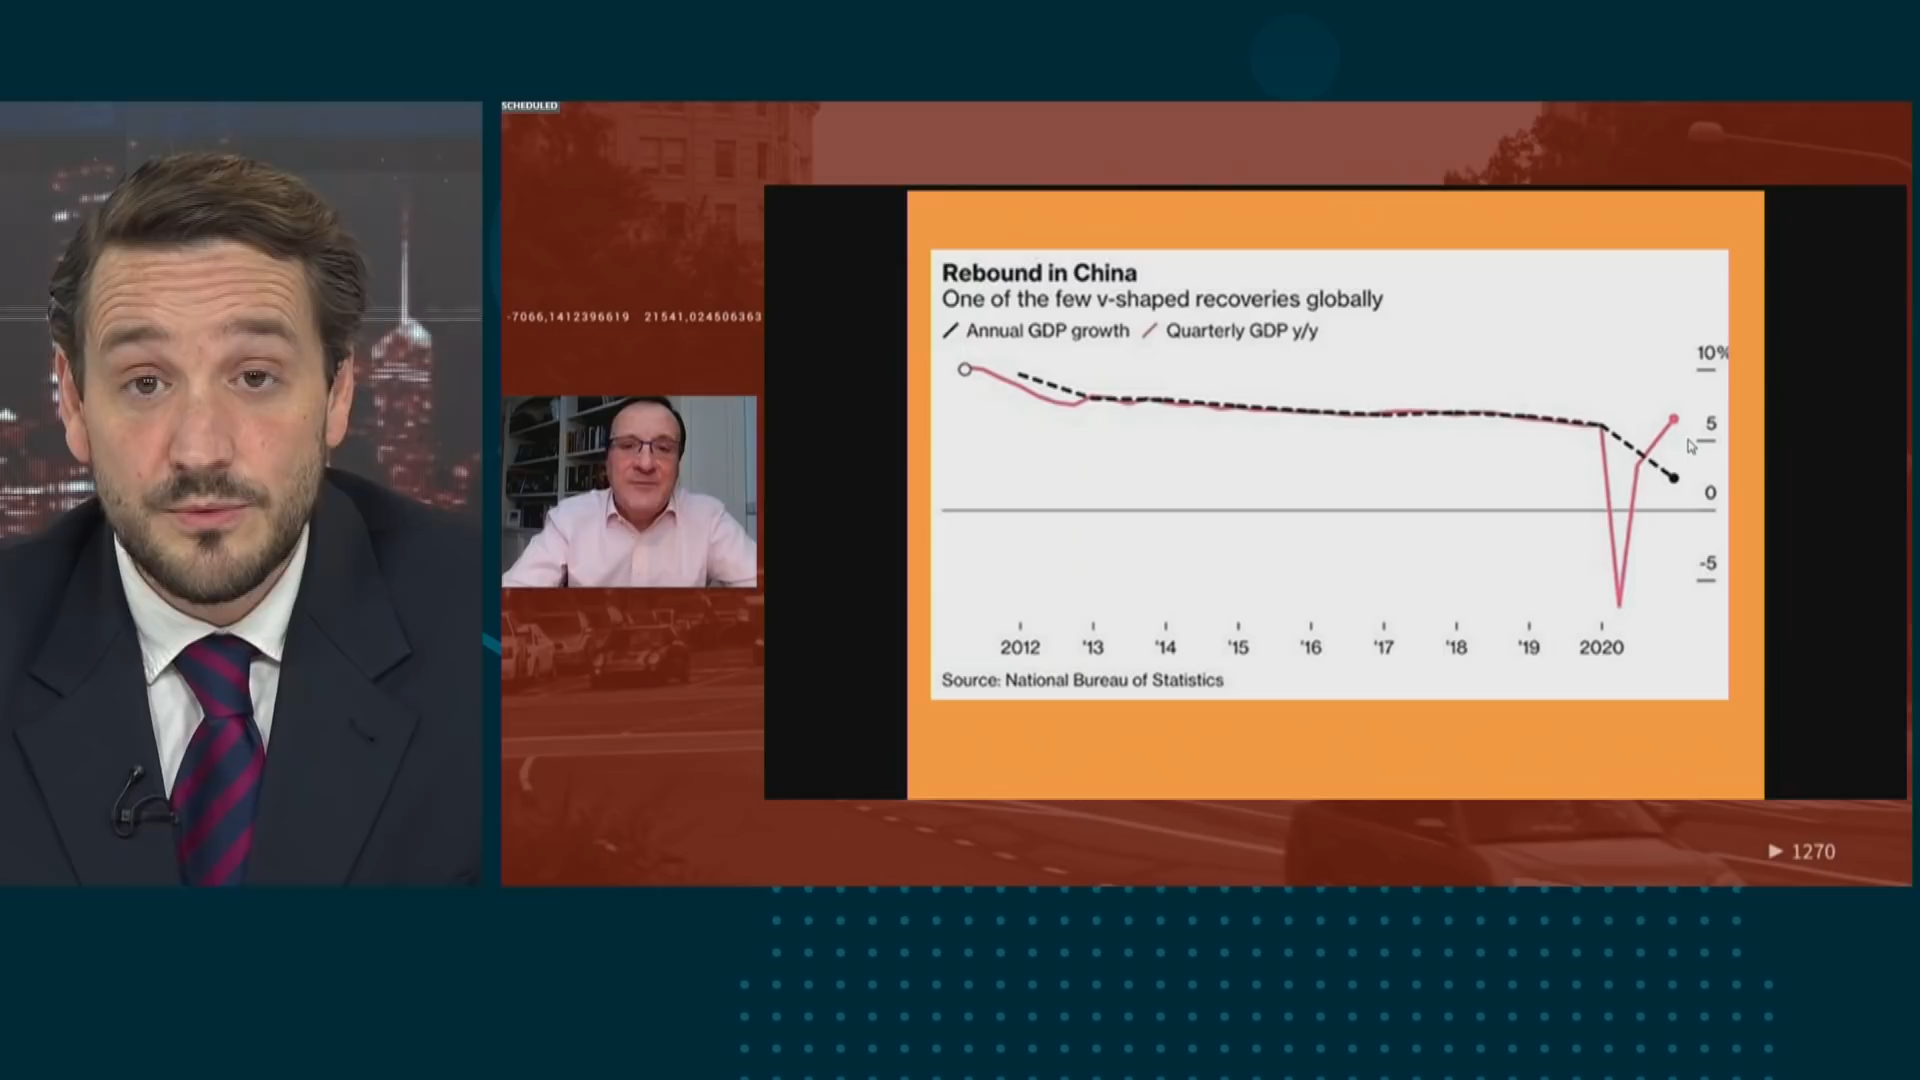 SCHEDULED
-7066,1412396619 21541,024506363
Rebound in China
One of the few v-shaped recoveries globally
Annual GDP growth Quarterly GDP y/y
10%
5
0
-5
2012 '13 '14 '15 '16 '17 '18 '19 2020
Source: National Bureau of Statistics
1270